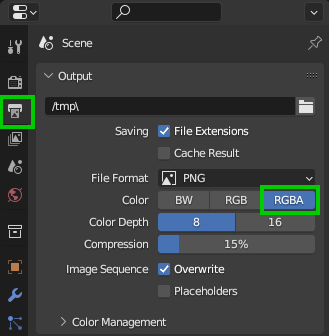 Scene
Output
/tmp\
Saving File Extensions
Cache Result
File Format PNG
Color BW RGB RGBA
Color Depth 8 16
Compression 15%
Image Sequence Overwrite
Placeholders
Color Management